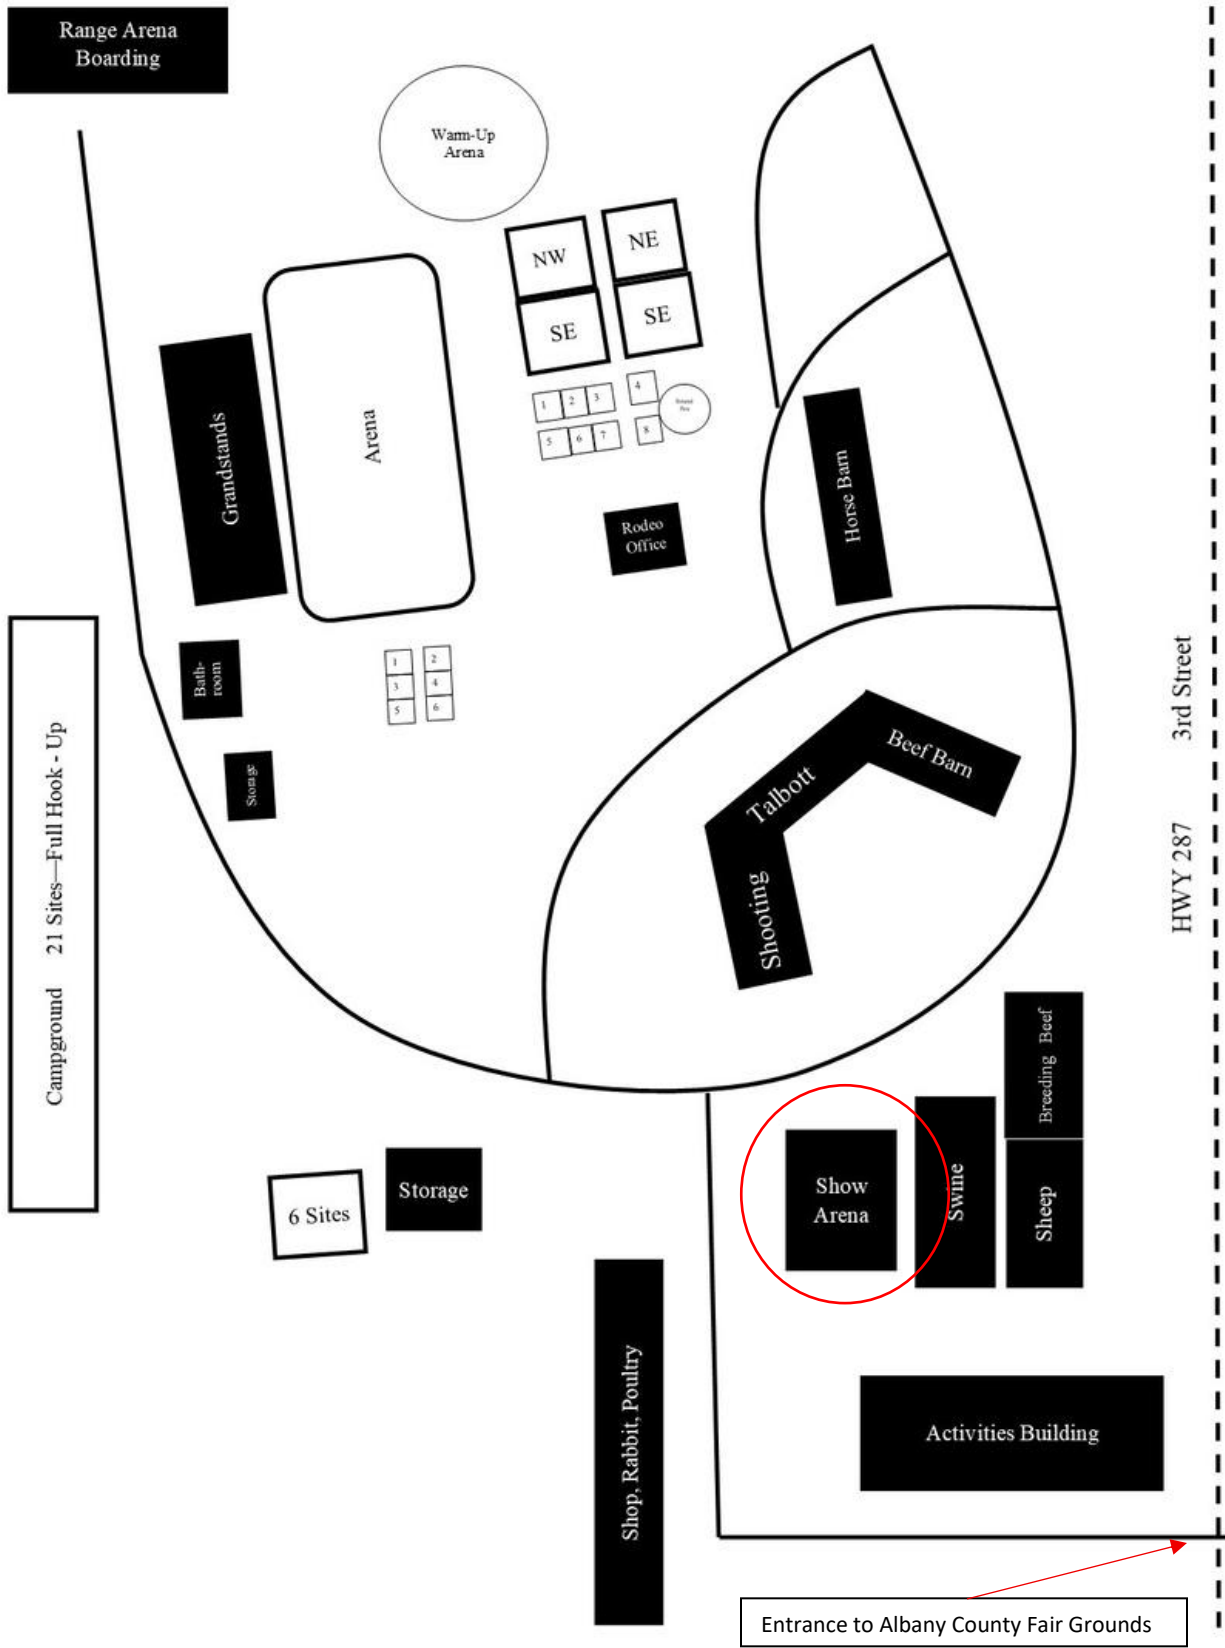 Range Arena
Boarding
Warm-Up
Arena
NW
NE
SE
SE
1
2
3
4
5
6
7
8
Grandstands
Arena
Horse Barn
Rodeo
Office
Bath-
room
1
2
3
4
5
6
Storage
Beef Barn
Talbott
Shooting
3rd Street
HWY 287
Campground 21 Sites—Full Hook - Up
Breeding Beef
Show
Arena
Swine
Sheep
6 Sites
Storage
Shop, Rabbit, Poultry
Activities Building
Entrance to Albany County Fair Grounds